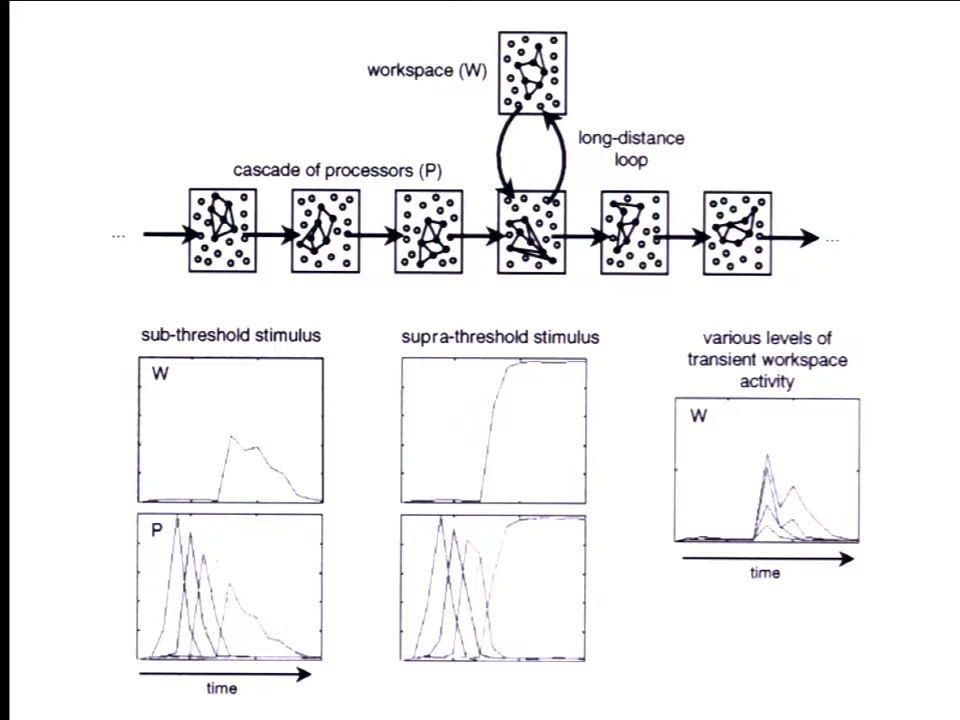 workspace (W)
long-distance
loop
cascade of processors (P)
...
...
sub-threshold stimulus
supra-threshold stimulus
various levels of
transient workspace
activity
W
W
P
time
time